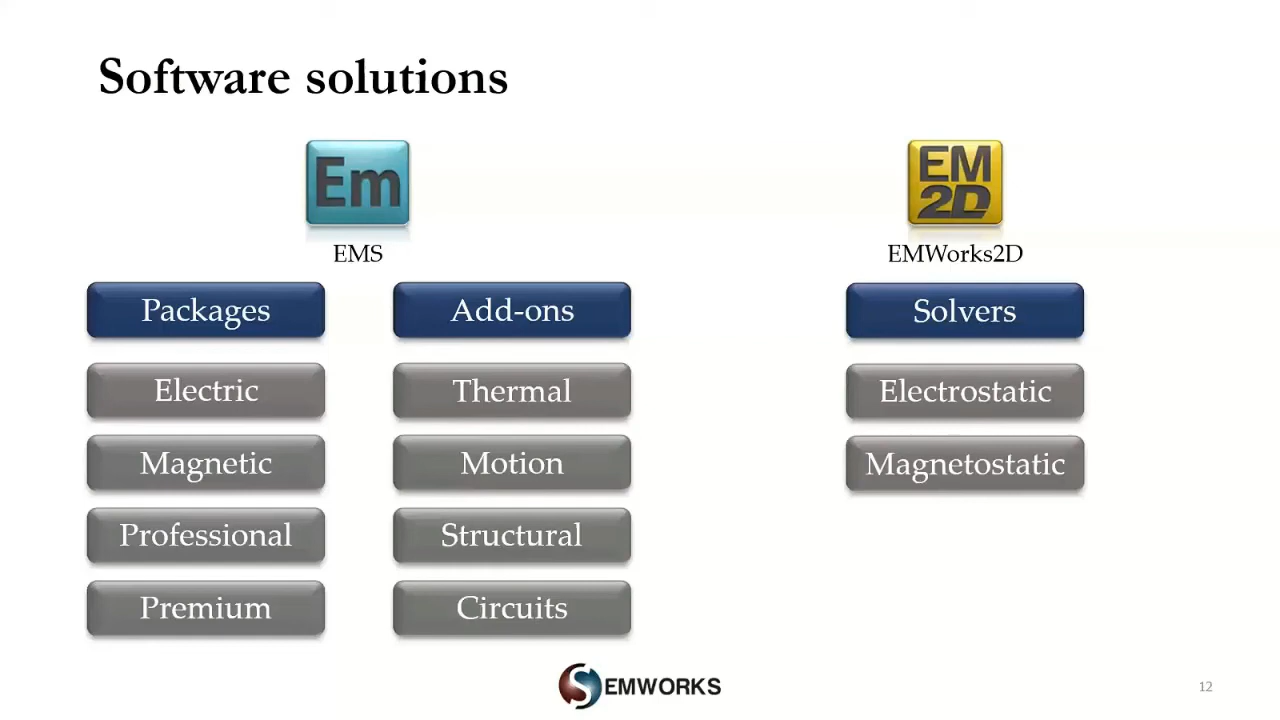 Software solutions
Em
EM
2D
EMS
EMWorks2D
Packages
Add-ons
Solvers
Electric
Thermal
Electrostatic
Magnetic
Motion
Magnetostatic
Professional
Structural
Premium
Circuits
EMWORKS
12